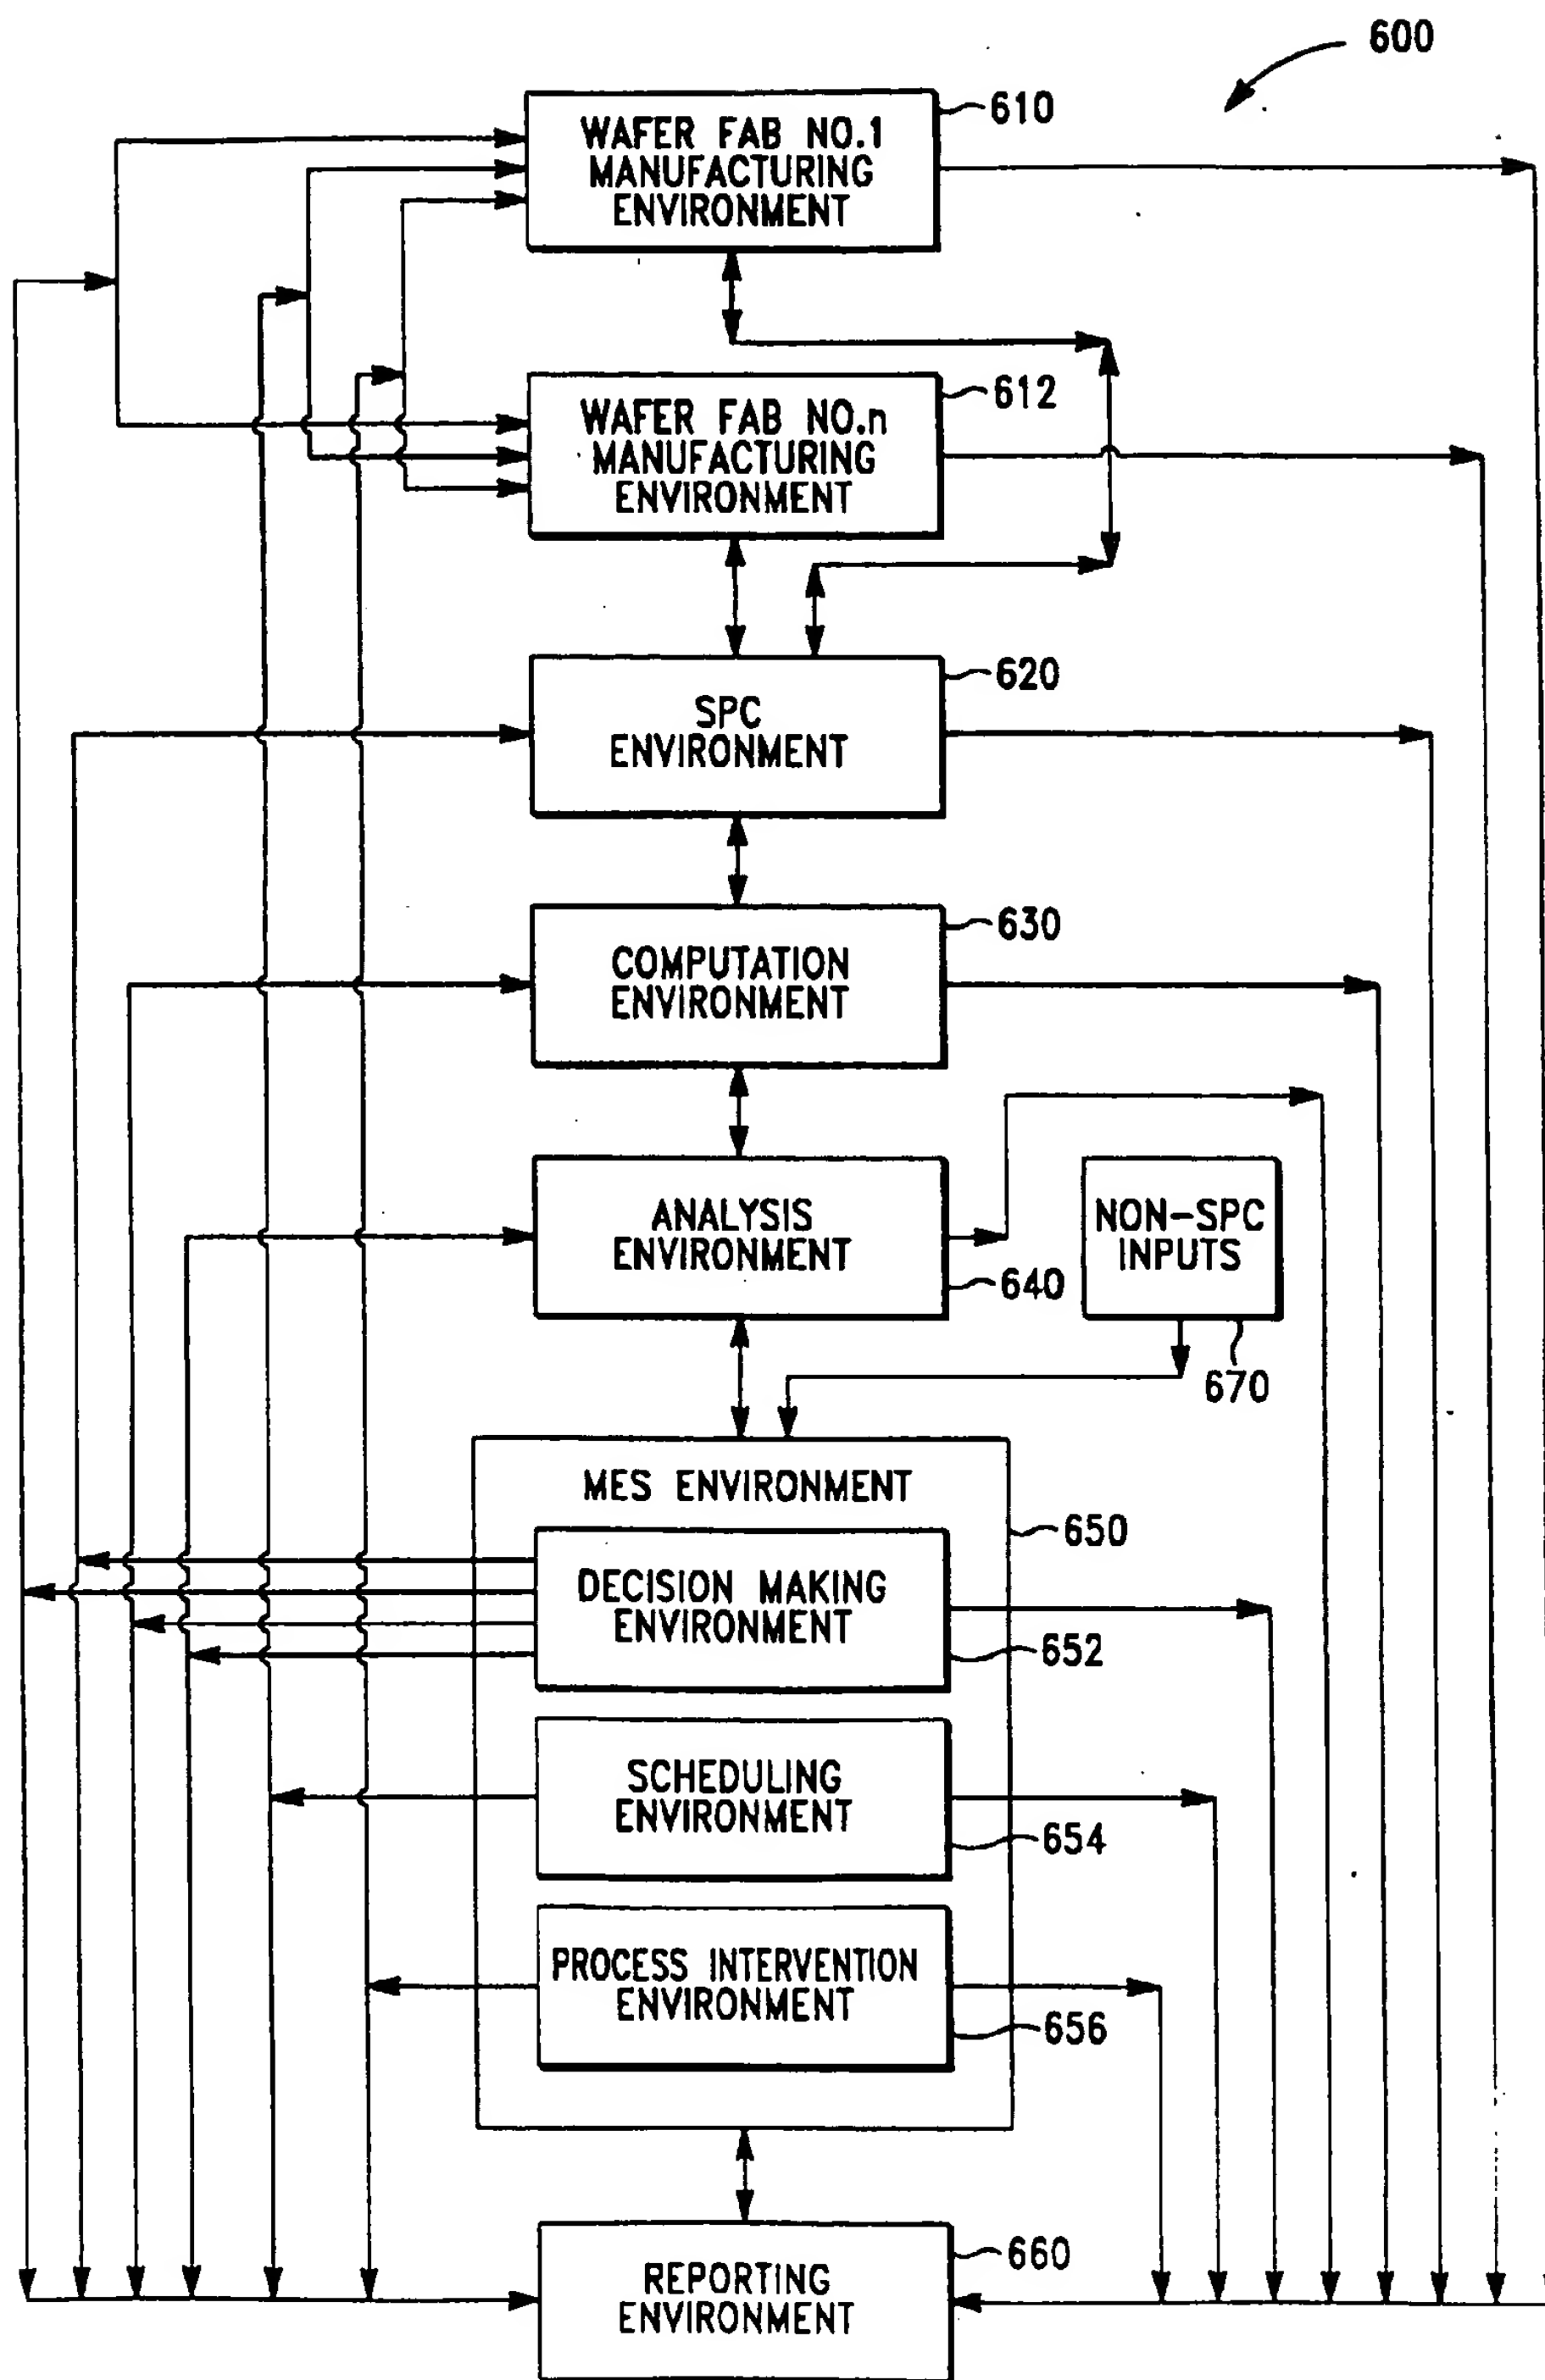 600
WAFER FAB NO.1
MANUFACTURING
ENVIRONMENT
610
WAFER FAB NO.n
MANUFACTURING
ENVIRONMENT
612
SPC
ENVIRONMENT
620
COMPUTATION
ENVIRONMENT
630
ANALYSIS
ENVIRONMENT
640
NON-SPC
INPUTS
670
MES ENVIRONMENT
650
DECISION MAKING
ENVIRONMENT
652
SCHEDULING
ENVIRONMENT
654
PROCESS INTERVENTION
ENVIRONMENT
656
REPORTING
ENVIRONMENT
660